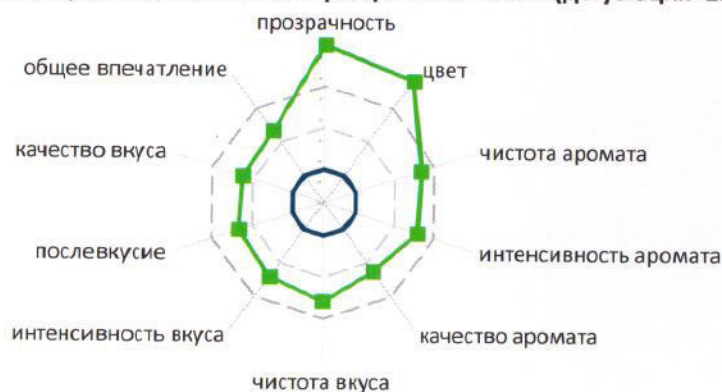 прозрачность
общее впечатление
цвет
качество вкуса
чистота аромата
послевкусие
интенсивность аромата
интенсивность вкуса
качество аромата
чистота вкуса